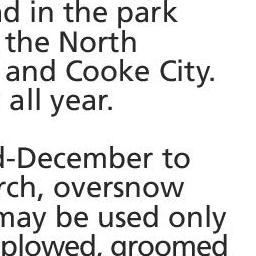 in the park
the North
and Cooke City.
all year.
-December to
oversnow
may be used only
plowed, groomed